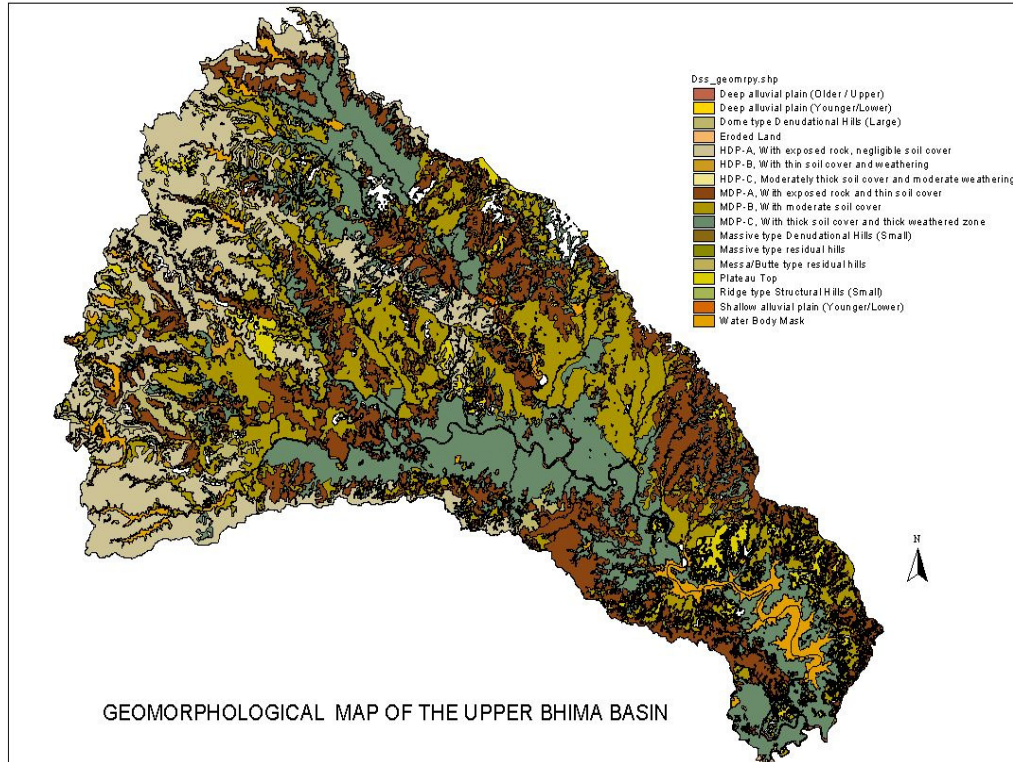 Dss_geomrpy.shp
Deep alluvial plain (Older / Upper)
Deep alluvial plain (Younger/Lower)
Dome type Denudational Hills (Large)
Eroded Land
HDP-A, With exposed rock, negligible soil cover
HDP-B, With thin soil cover and weathering
HDP-C, Moderately thick soil cover and moderate weathering
MDP-A, With exposed rock and thin soil cover
MDP-B, With moderate soil cover
MDP-C, With thick soil cover and thick weathered zone
Massive type Denudational Hills (Small)
Massive type residual hills
Messa/Butte type residual hills
Plateau Top
Ridge type Structural Hills (Small)
Shallow alluvial plain (Younger/Lower)
Water Body Mask
N
GEOMORPHOLOGICAL MAP OF THE UPPER BHIMA BASIN